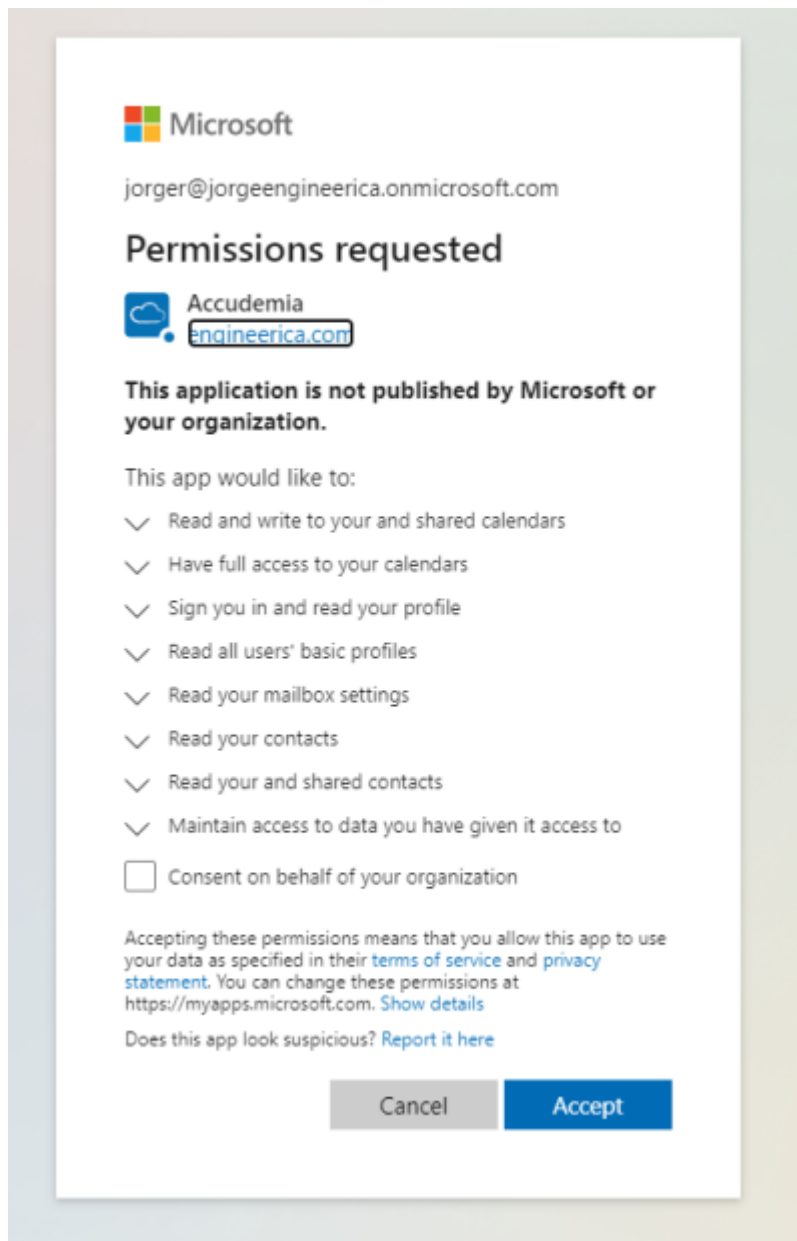 Microsoft
jorger@jorgeengineerica.onmicrosoft.com
Permissions requested
Accudemia
engineerica.com
This application is not published by Microsoft or
your organization.
This app would like to:
Read and write to your and shared calendars
Have full access to your calendars
Sign you in and read your profile
Read all users' basic profiles
Read your mailbox settings
Read your contacts
Read your and shared contacts
Maintain access to data you have given it access to
Consent on behalf of your organization
Accepting these permissions means that you allow this app to use
your data as specified in their terms of service and privacy
statement. You can change these permissions at
https://myapps.microsoft.com. Show details
Does this app look suspicious? Report it here
Cancel
Accept